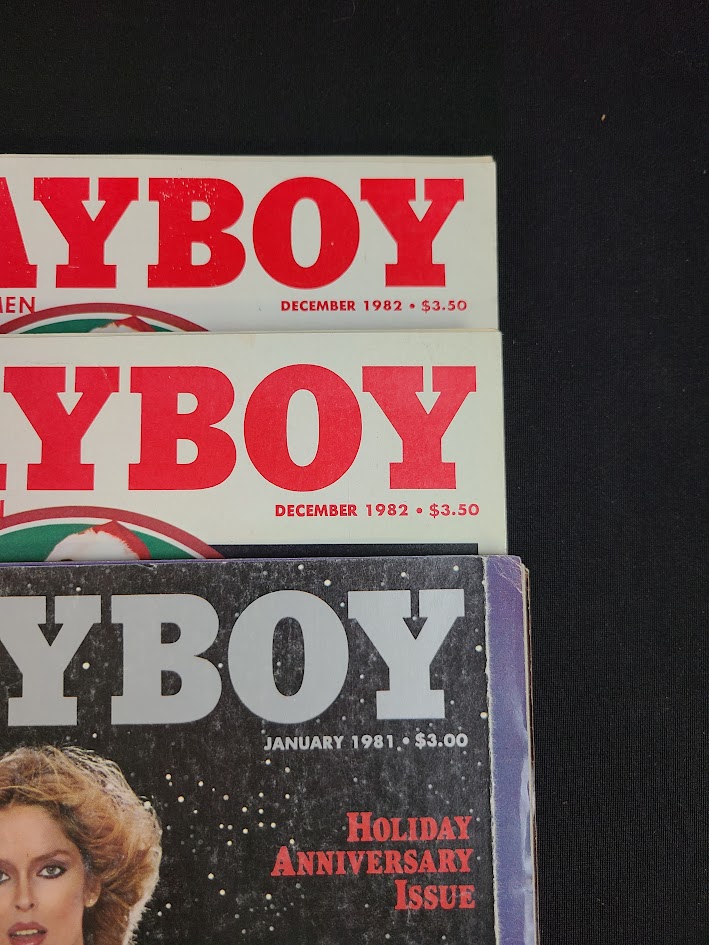 AYBOY
MEN
DECEMBER 1982 • $3.50
YBOY
DECEMBER 1982 • $3.50
YBOY
JANUARY 1981 • $3.00
HOLIDAY
ANNIVERSARY
ISSUE